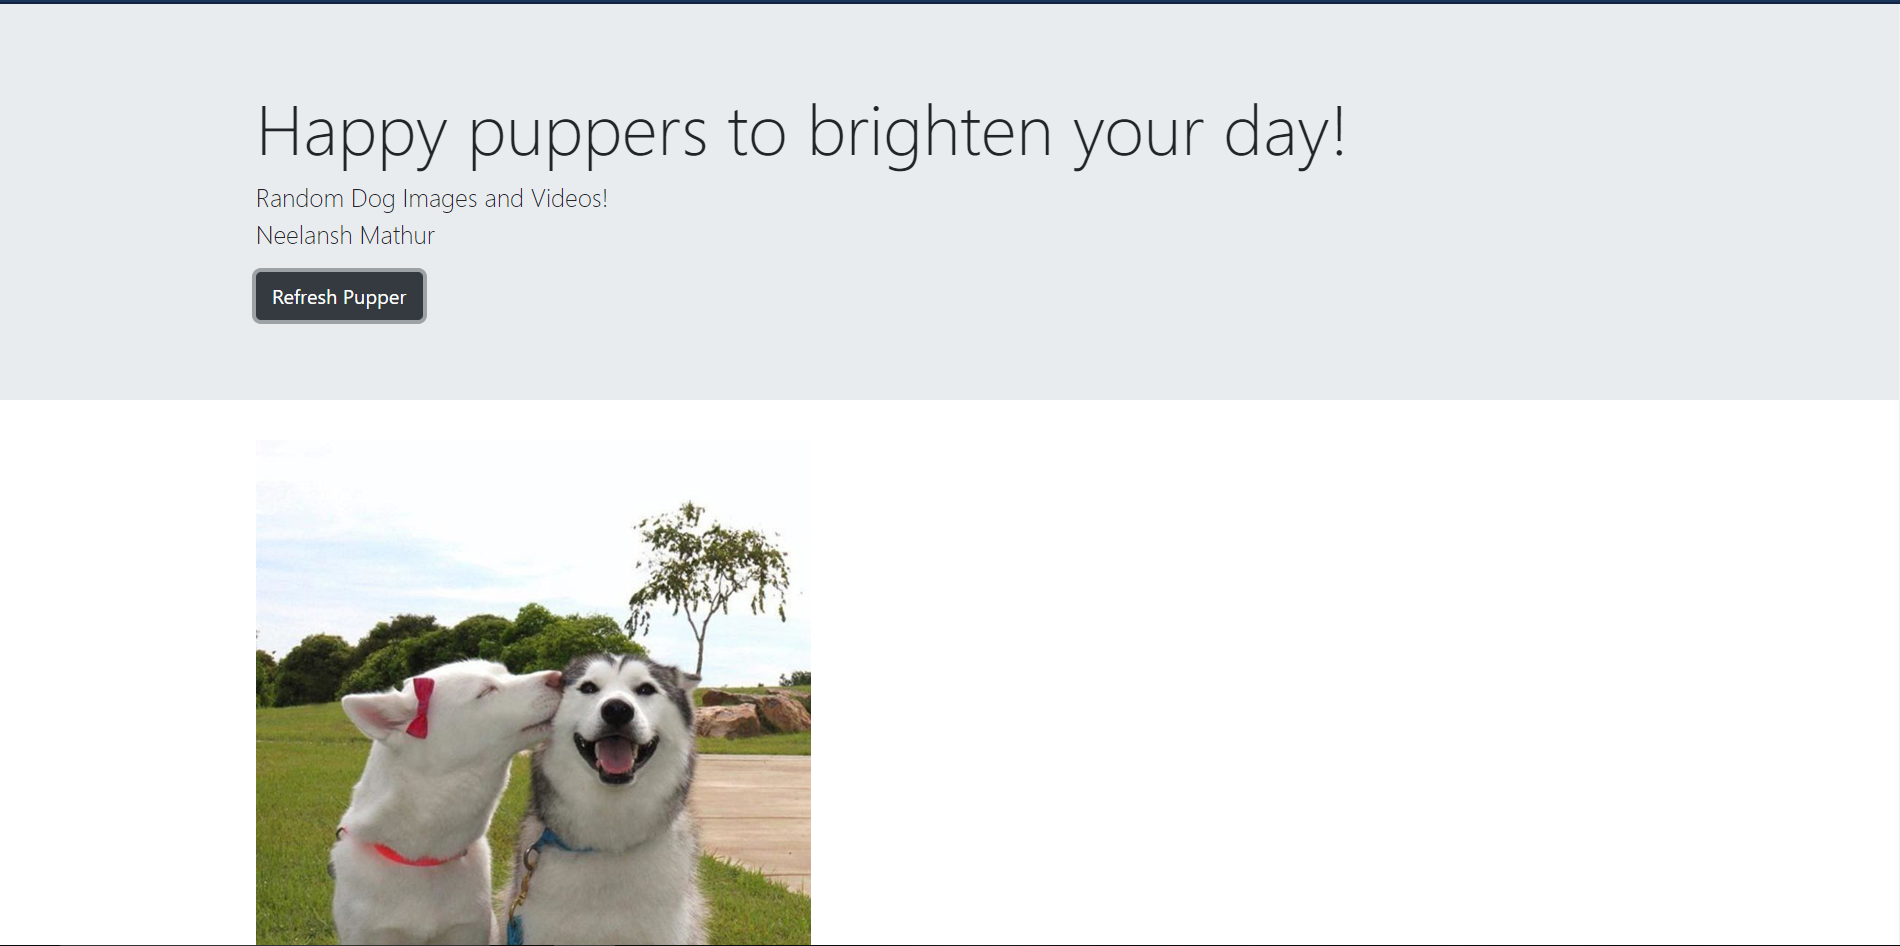 Happy puppers to brighten your day!
Random Dog Images and Videos!
Neelansh Mathur
Refresh Pupper